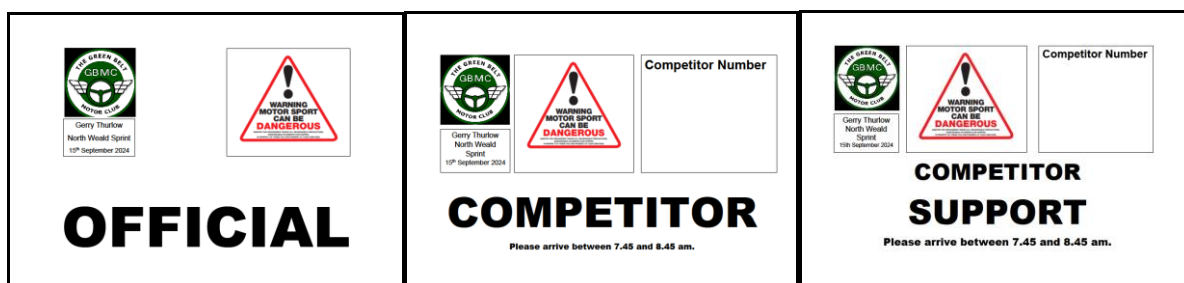 THE GREEN BELT
GBMC
MOTOR CLUB
Gerry Thurlow
North Weald Sprint
15th September 2024
WARNING
MOTOR SPORT
CAN BE
DANGEROUS
OFFICIAL
THE GREEN BELT
GBMC
MOTOR CLUB
Gerry Thurlow
North Weald
Sprint
15th September 2024
WARNING
MOTOR SPORT
CAN BE
DANGEROUS
Competitor Number
COMPETITOR
Please arrive between 7.45 and 8.45 am.
THE GREEN BELT
GBMC
MOTOR CLUB
Gerry Thurlow
North Weald
Sprint
15th September 2024
WARNING
MOTOR SPORT
CAN BE
DANGEROUS
Competitor Number
COMPETITOR
SUPPORT
Please arrive between 7.45 and 8.45 am.